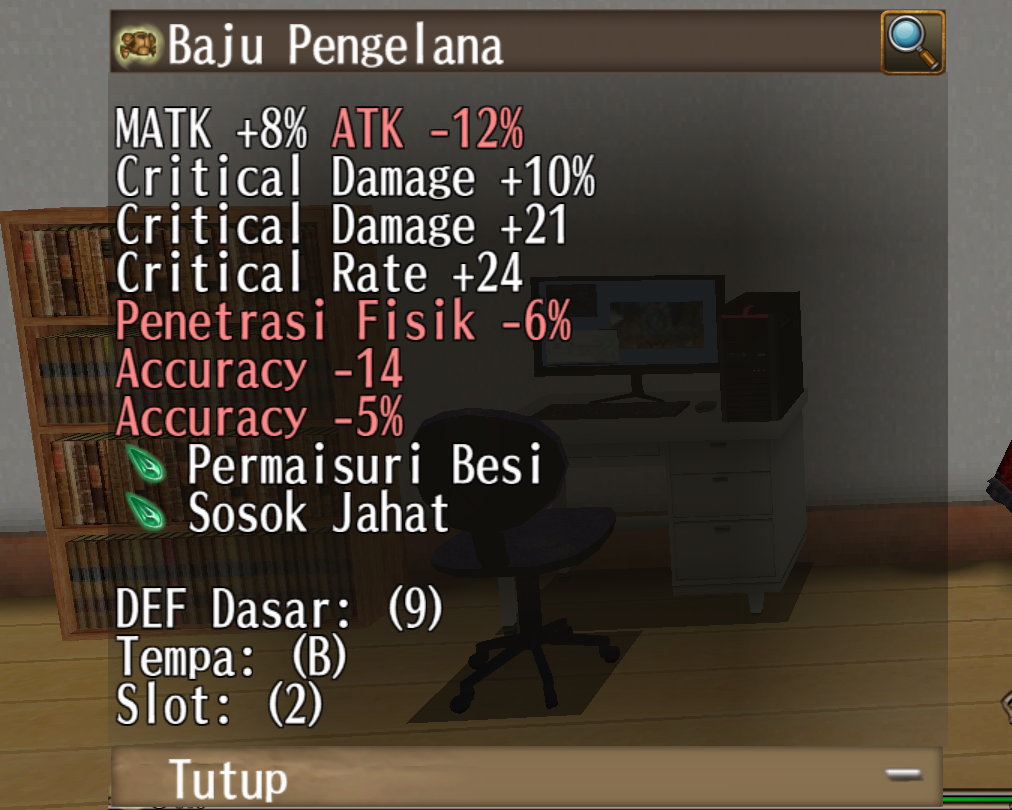 Baju Pengelana
MATK +8% ATK -12%
Critical Damage +10%
Critical Damage +21
Critical Rate +24
Penetrasi Fisik -6%
Accuracy -14
Accuracy -5%
Permaisuri Besi
Sosok Jahat
DEF Dasar: (9)
Tempa: (B)
Slot: (2)
Tutup